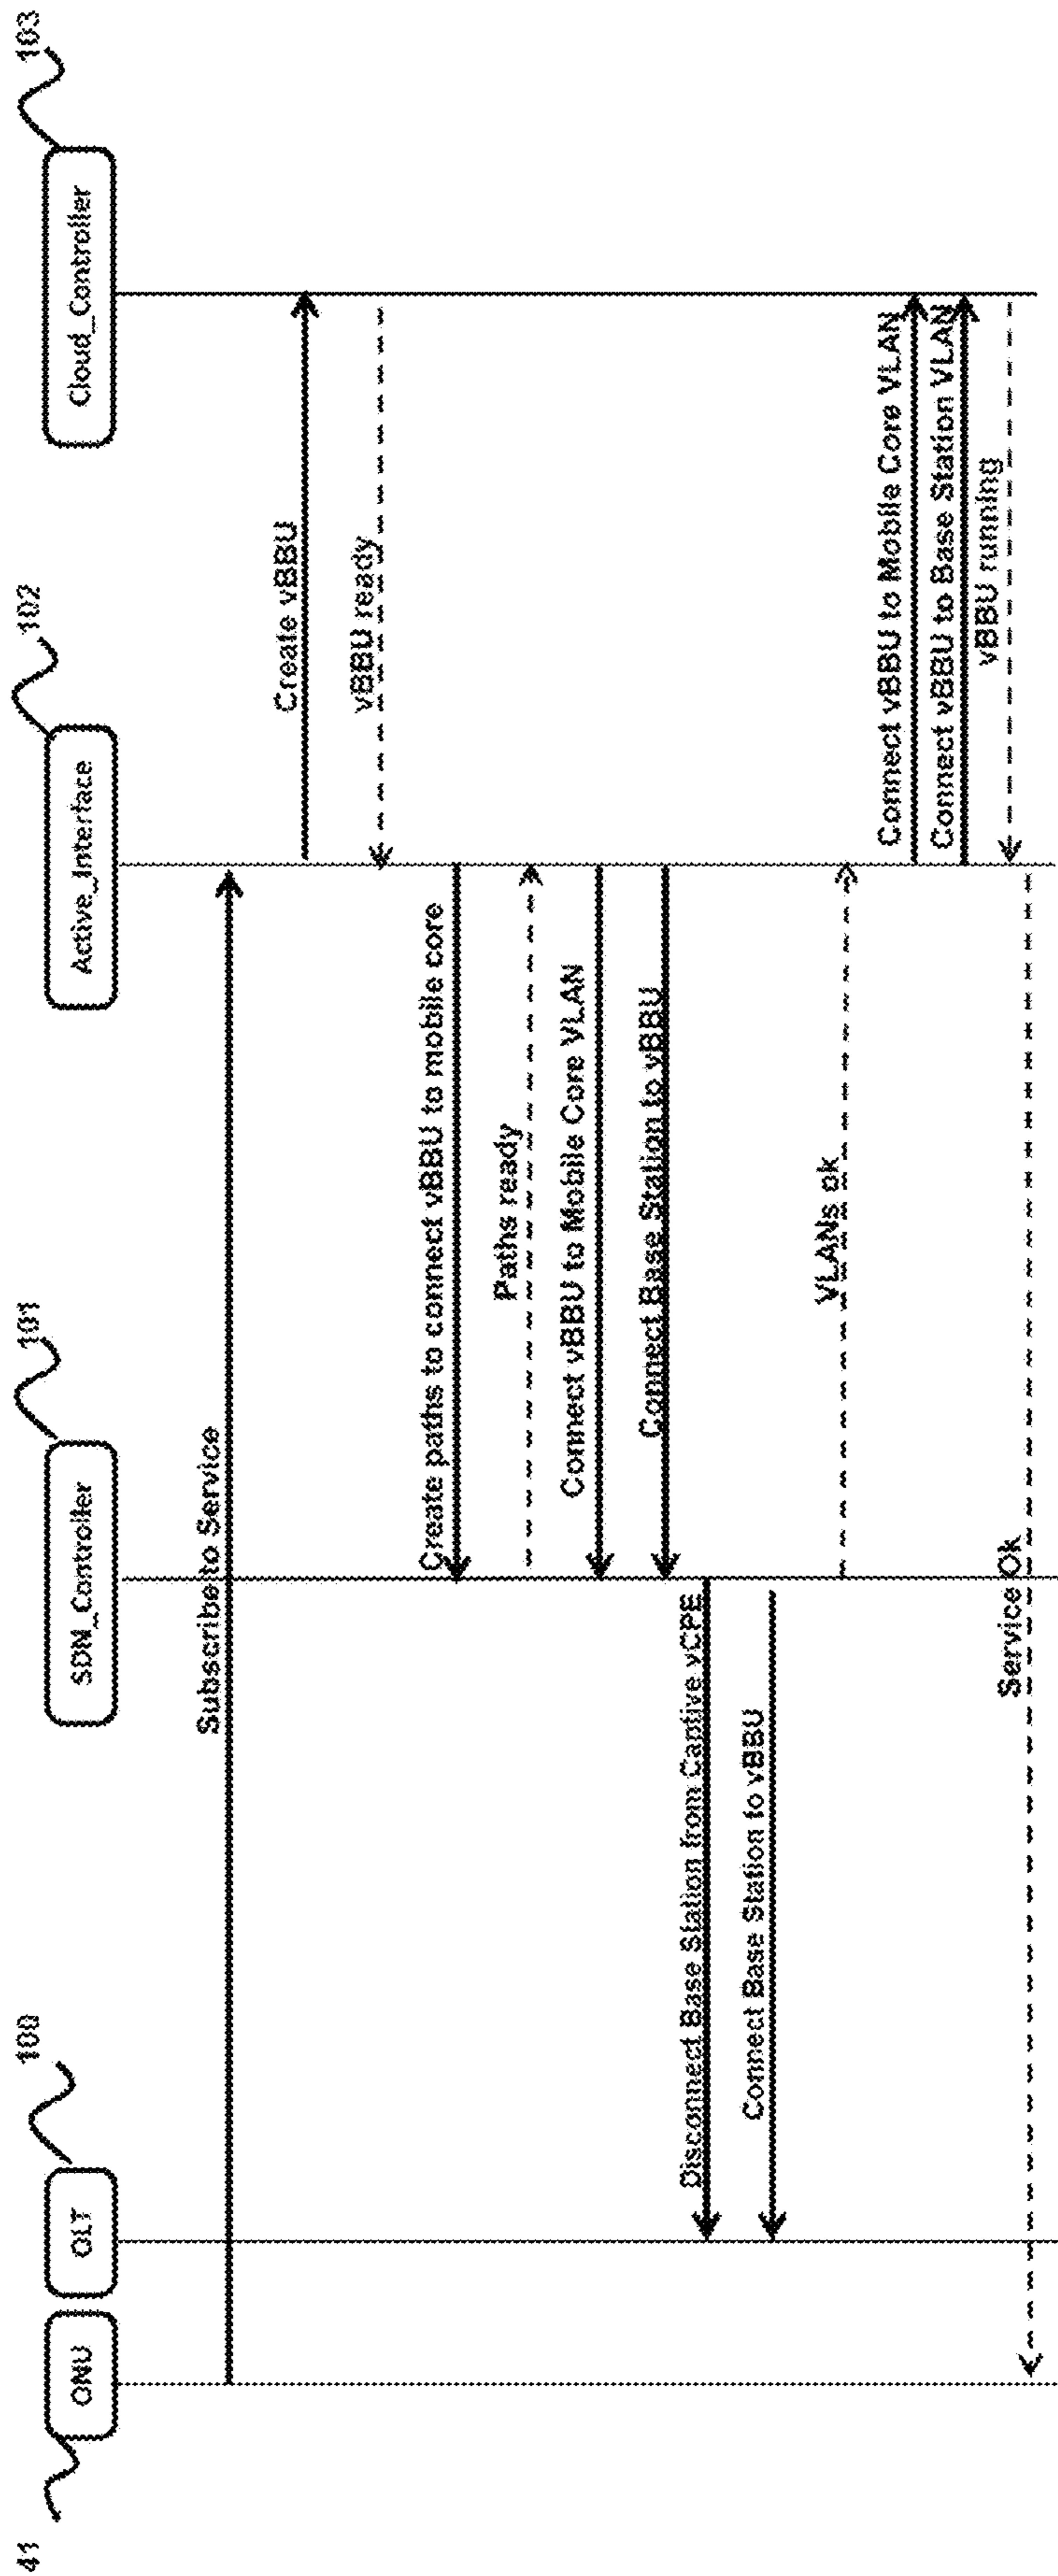 41
100
101
102
103
ONU
OLT
SDN_Controller
Active_Interface
Cloud_Controller
Subscribe to Service
Create vBBU
vBBU ready
Create paths to connect vBBU to mobile core
Paths ready
Connect vBBU to Mobile Core VLAN
Connect Base Station to vBBU
Disconnect Base Station from Captive vCPE
Connect Base Station to vBBU
VLANs ok
Connect vBBU to Mobile Core VLAN
Connect vBBU to Base Station VLAN
vBBU running
Service Ok